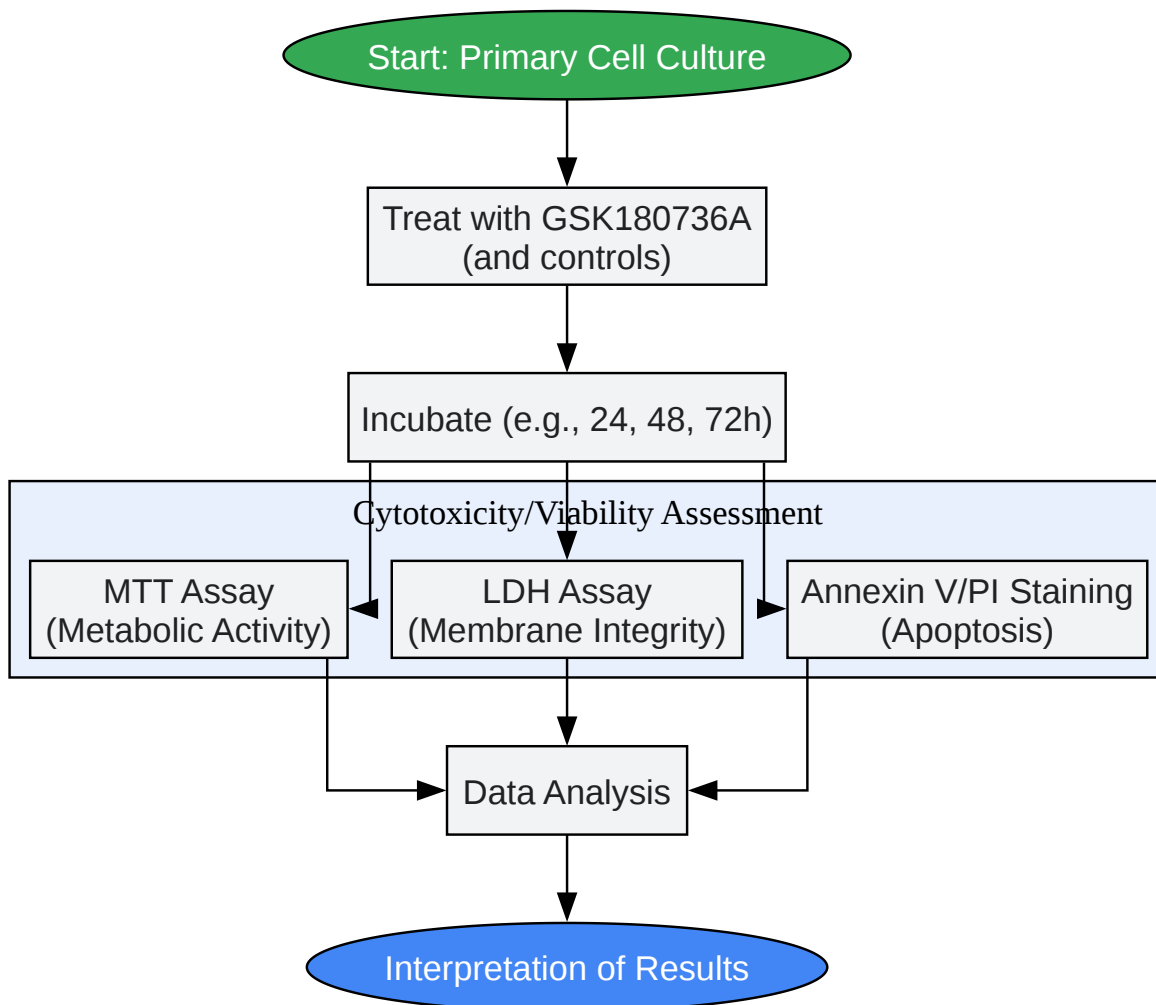 Start: Primary Cell Culture
Treat with GSK180736A
(and controls)
Incubate (e.g., 24, 48, 72h)
Cytotoxicity/Viability Assessment
MTT Assay
(Metabolic Activity)
LDH Assay
(Membrane Integrity)
Annexin V/PI Staining
(Apoptosis)
Data Analysis
Interpretation of Results